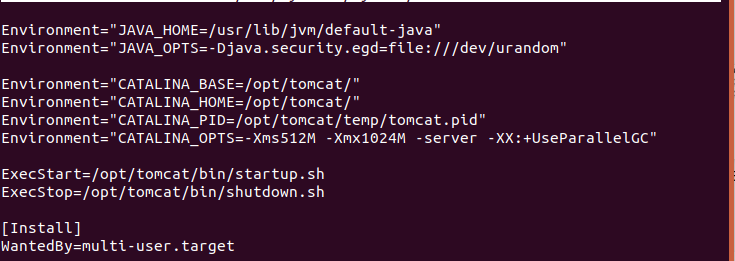 Environment="JAVA_HOME=/usr/lib/jvm/default-java"
Environment="JAVA_OPTS=-Djava.security.egd=file:///dev/urandom"
Environment="CATALINA_BASE=/opt/tomcat/"
Environment="CATALINA_HOME=/opt/tomcat/"
Environment="CATALINA_PID=/opt/tomcat/temp/tomcat.pid"
Environment="CATALINA_OPTS=-Xms512M -Xmx1024M -server -XX:+UseParallelGC"
ExecStart=/opt/tomcat/bin/startup.sh
ExecStop=/opt/tomcat/bin/shutdown.sh
[Install]
WantedBy=multi-user.target